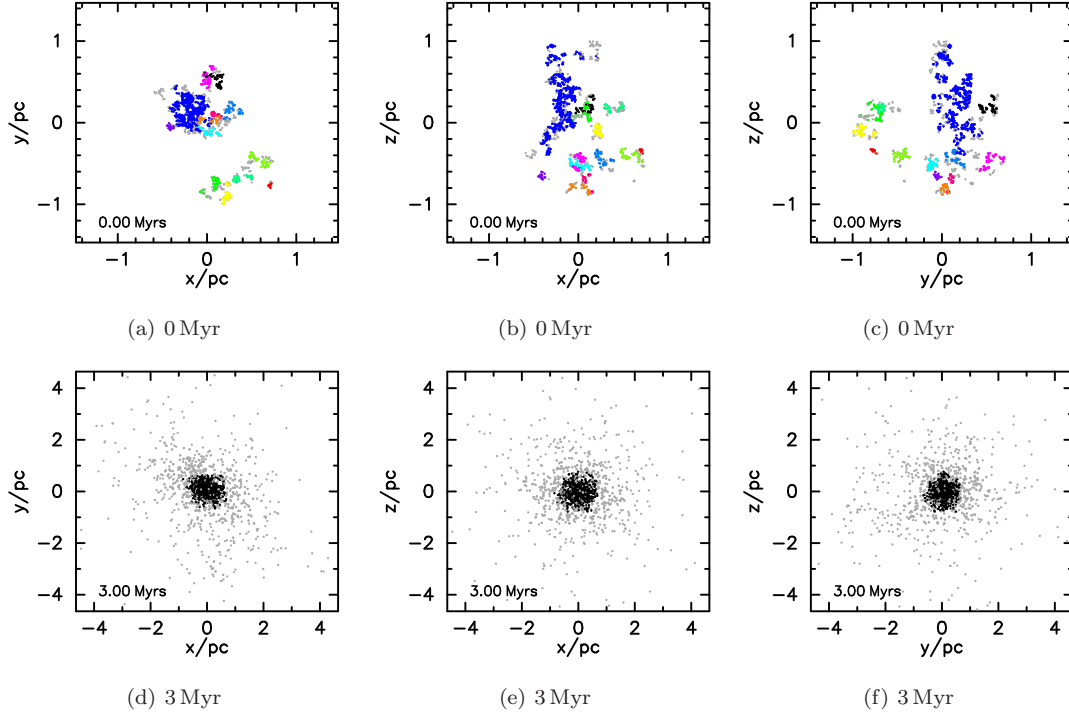 1
0
−1
y/pc
0.00 Myrs
−1 0 1
x/pc
(a) 0 Myr
1
0
−1
z/pc
0.00 Myrs
−1 0 1
x/pc
(b) 0 Myr
1
0
−1
z/pc
0.00 Myrs
−1 0 1
y/pc
(c) 0 Myr
4
2
0
−2
−4
y/pc
3.00 Myrs
−4 −2 0 2 4
x/pc
(d) 3 Myr
4
2
0
−2
−4
z/pc
3.00 Myrs
−4 −2 0 2 4
x/pc
(e) 3 Myr
4
2
0
−2
−4
z/pc
3.00 Myrs
−4 −2 0 2 4
y/pc
(f) 3 Myr